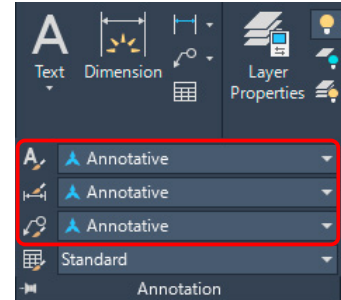 Text
Dimension
Layer
Properties
Annotative
Annotative
Annotative
Standard
Annotation